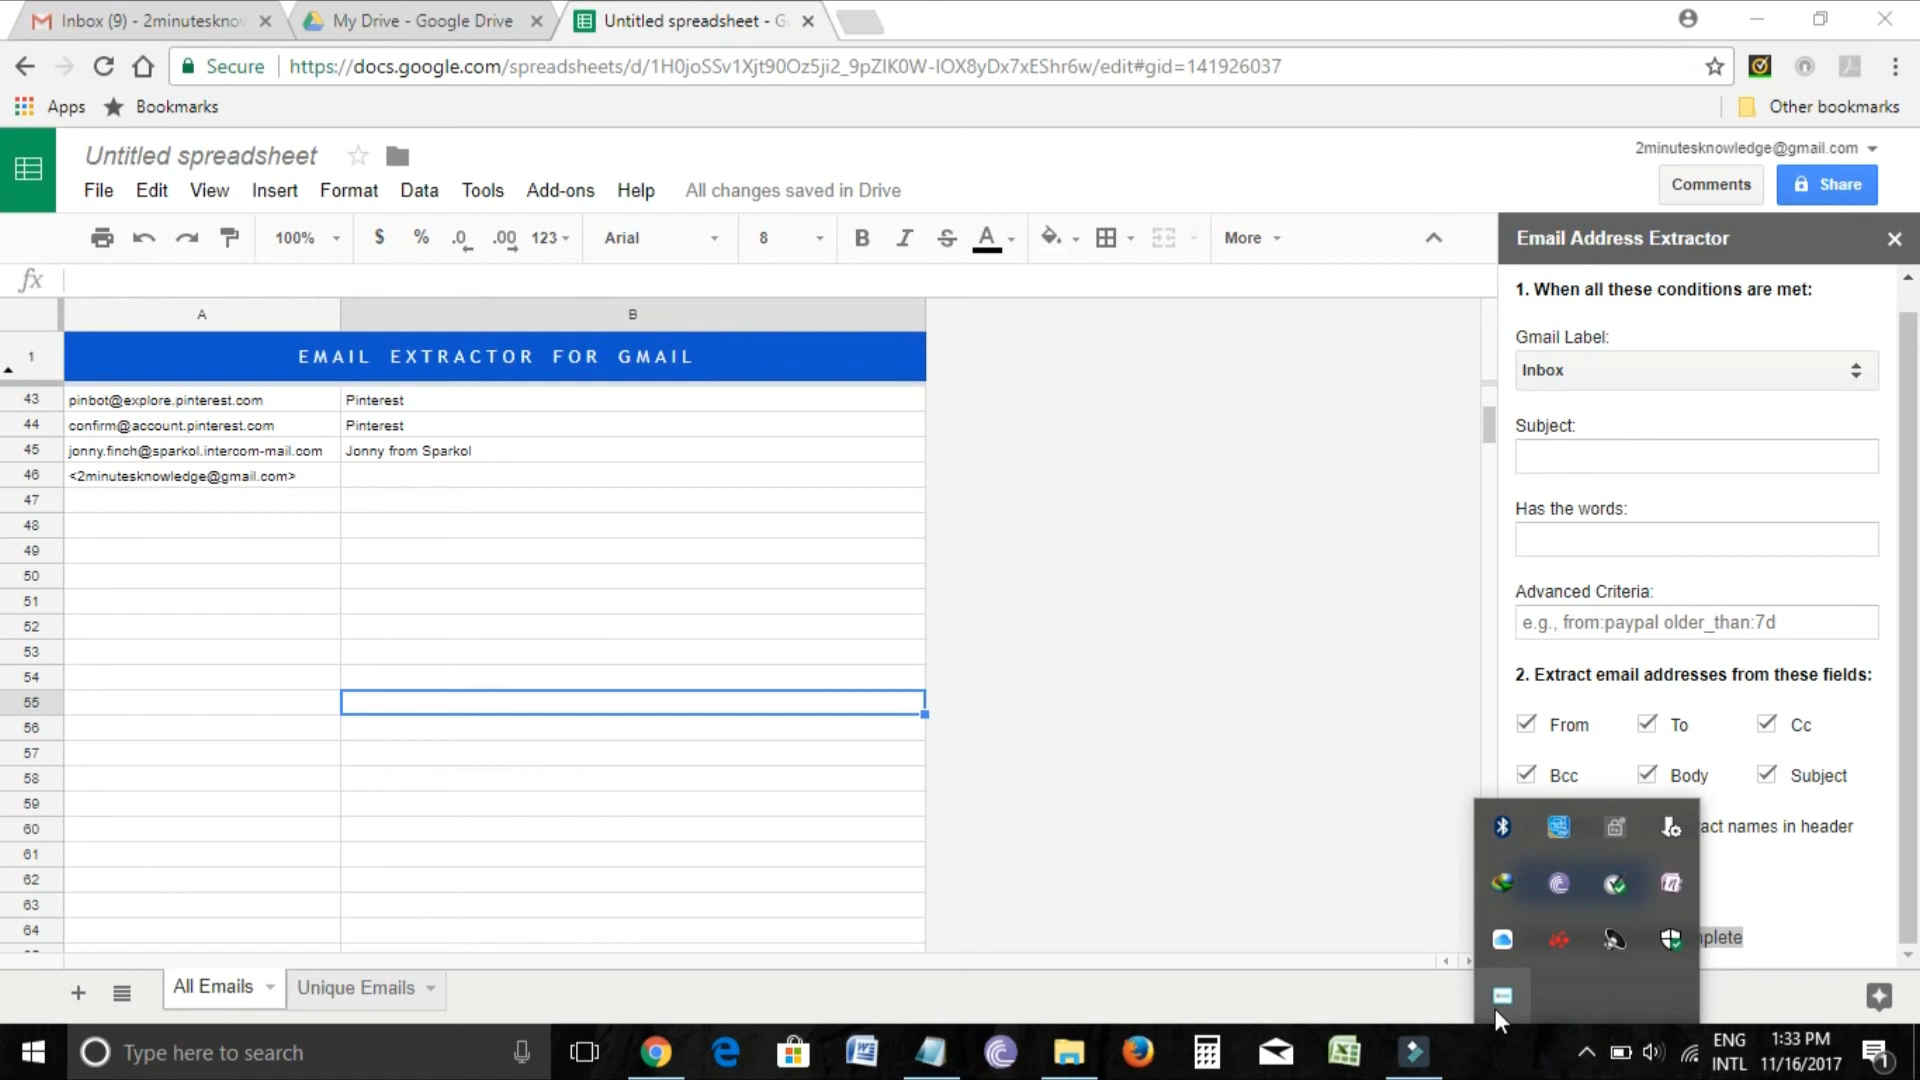 Inbox (9) - 2minutesknow
My Drive - Google Drive
Untitled spreadsheet - G
Secure
https://docs.google.com/spreadsheets/d/1H0joSSv1Xjt90Oz5ji2_9pZIK0W-IOX8yDx7xEShr6w/edit#gid=141926037
Apps
Bookmarks
Other bookmarks
Untitled spreadsheet
2minutesknowledge@gmail.com
File Edit View Insert Format Data Tools Add-ons Help
All changes saved in Drive
Comments
Share
100% $ % .0 .00 123 Arial 8 B I S A More
fx
A B
1 EMAIL EXTRACTOR FOR GMAIL
43 pinbot@explore.pinterest.com Pinterest
44 confirm@account.pinterest.com Pinterest
45 jonny.finch@sparkol.intercom-mail.com Jonny from Sparkol
46 <2minutesknowledge@gmail.com>
47
48
49
50
51
52
53
54
55
56
57
58
59
60
61
62
63
64
Email Address Extractor
1. When all these conditions are met:
Gmail Label:
Inbox
Subject:
Has the words:
Advanced Criteria:
e.g., from:paypal older_than:7d
2. Extract email addresses from these fields:
From To Cc
Bcc Body Subject
names in header
All Emails
Unique Emails
Type here to search
ENG
INTL
1:33 PM
11/16/2017
1